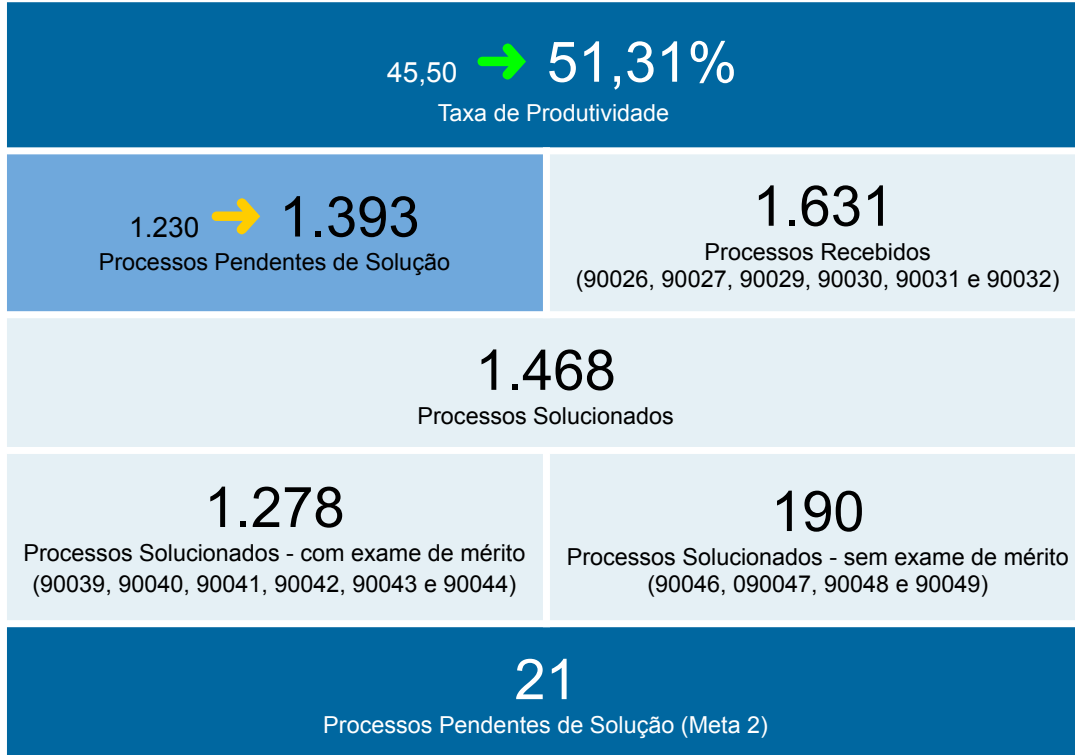 45,50 ➔ 51,31%
Taxa de Produtividade
1.230 ➔ 1.393
Processos Pendentes de Solução
1.631
Processos Recebidos
(90026, 90027, 90029, 90030, 90031 e 90032)
1.468
Processos Solucionados
1.278
Processos Solucionados - com exame de mérito
(90039, 90040, 90041, 90042, 90043 e 90044)
190
Processos Solucionados - sem exame de mérito
(90046, 090047, 90048 e 90049)
21
Processos Pendentes de Solução (Meta 2)